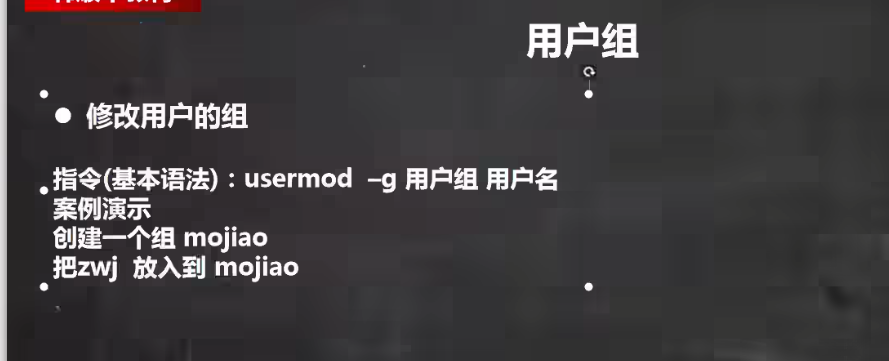 用户组
● 修改用户的组
指令(基本语法)：usermod –g 用户组 用户名
案例演示
创建一个组 mojiao
把zwj 放入到 mojiao